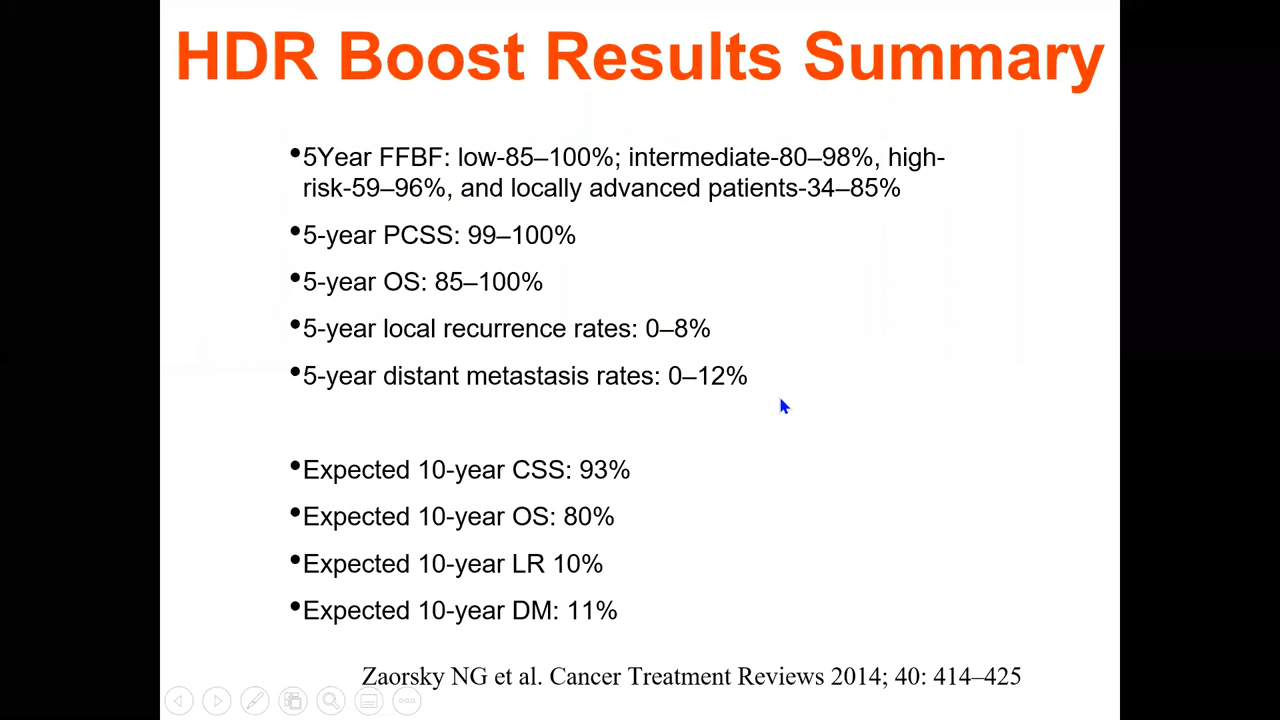 HDR Boost Results Summary
•5Year FFBF: low-85–100%; intermediate-80–98%, high-
risk-59–96%, and locally advanced patients-34–85%
•5-year PCSS: 99–100%
•5-year OS: 85–100%
•5-year local recurrence rates: 0–8%
•5-year distant metastasis rates: 0–12%
•Expected 10-year CSS: 93%
•Expected 10-year OS: 80%
•Expected 10-year LR 10%
•Expected 10-year DM: 11%
Zaorsky NG et al. Cancer Treatment Reviews 2014; 40: 414–425